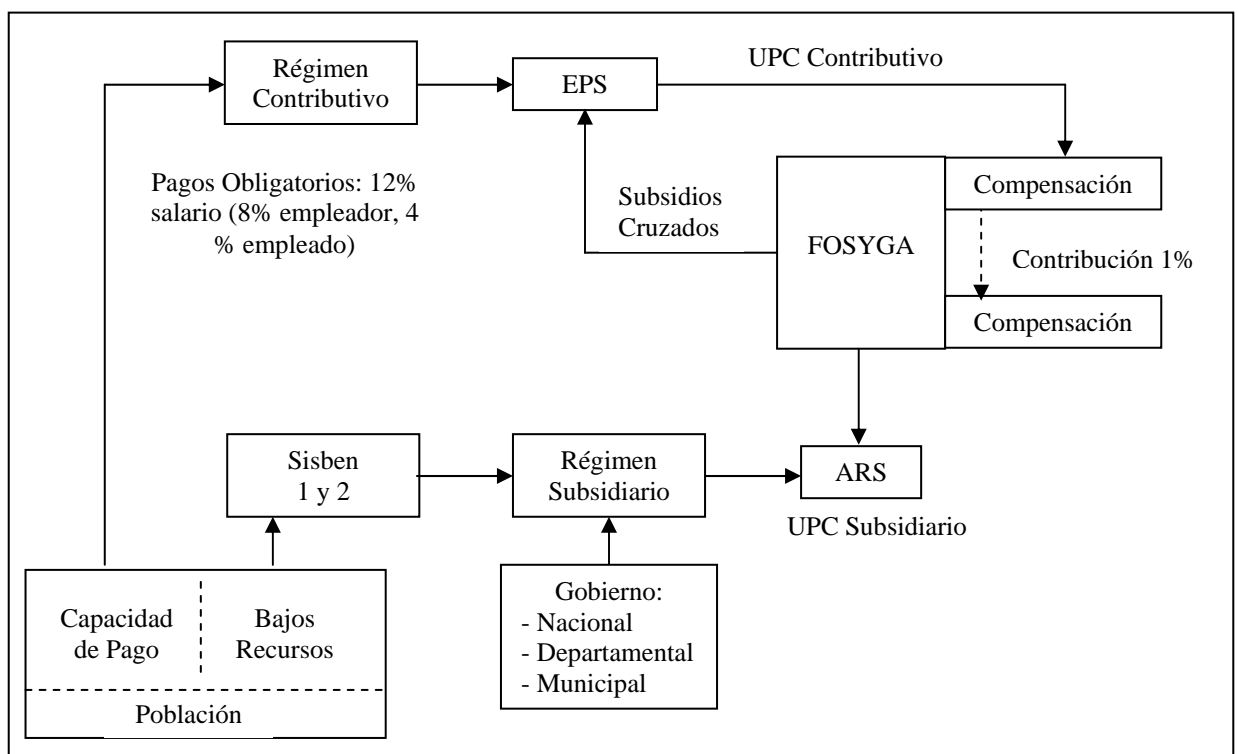 Régimen
Contributivo
EPS
UPC Contributivo
Pagos Obligatorios: 12%
salario (8% empleador, 4
% empleado)
Subsidios
Cruzados
FOSYGA
Compensación
Contribución 1%
Compensación
Sisben
1 y 2
Régimen
Subsidiario
ARS
UPC Subsidiario
Capacidad
de Pago
Bajos
Recursos
Población
Gobierno:
- Nacional
- Departamental
- Municipal